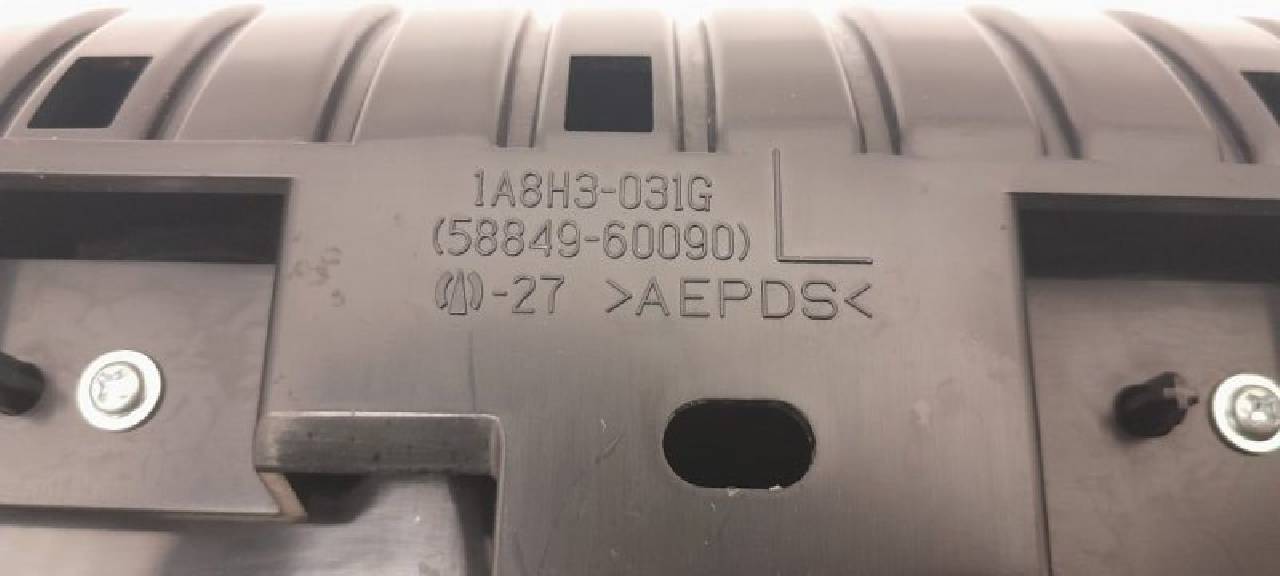 1A8H3-031G
(58849-60090)
-27 >AEPDS<
L